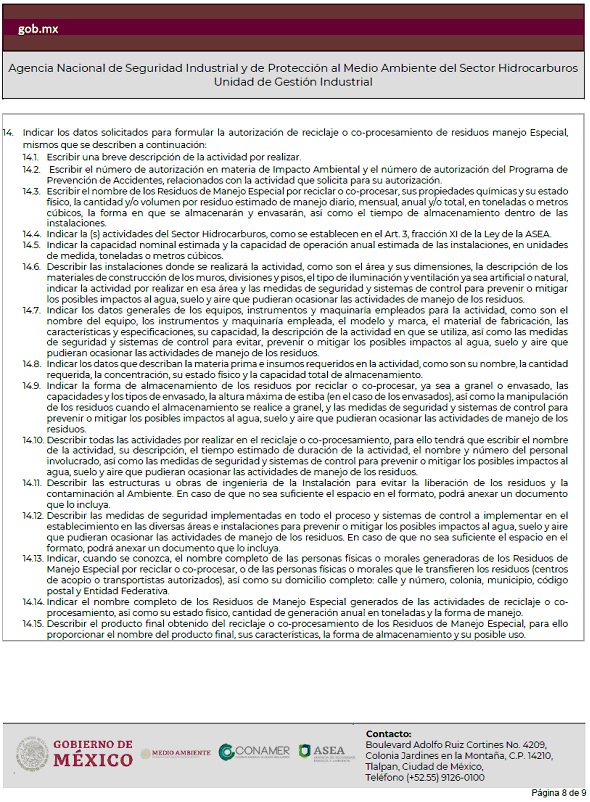 gob.mx
Agencia Nacional de Seguridad Industrial y de Protección al Medio Ambiente del Sector Hidrocarburos
Unidad de Gestión Industrial
14. Indicar los datos solicitados para formular la autorización de reciclaje o co-procesamiento de residuos manejo Especial,
mismos que se describen a continuación:
14.1. Escribir una breve descripción de la actividad por realizar.
14.2. Escribir el número de autorización en materia de Impacto Ambiental y el número de autorización del Programa de
Prevención de Accidentes, relacionados con la actividad que solicita para su autorización.
14.3. Escribir el nombre de los Residuos de Manejo Especial por reciclar o co-procesar, sus propiedades químicas y su estado
físico, la cantidad y/o volumen por residuo estimado de manejo diario, mensual, anual y/o total, en toneladas o metros
cúbicos, la forma en que se almacenarán y envasarán, así como el tiempo de almacenamiento dentro de las
instalaciones.
14.4. Indicar la (s) actividades del Sector Hidrocarburos, como se establecen en el Art. 3, fracción XI de la Ley de la ASEA.
14.5. Indicar la capacidad nominal estimada y la capacidad de operación anual estimada de las instalaciones, en unidades
de medida, toneladas o metros cúbicos.
14.6. Describir las instalaciones donde se realizará la actividad, como son el área y sus dimensiones, la descripción de los
materiales de construcción de los muros, divisiones y pisos, el tipo de iluminación y ventilación ya sea artificial o natural,
indicar la actividad por realizar en esa área y las medidas de seguridad y sistemas de control para prevenir o mitigar
los posibles impactos al agua, suelo y aire que pudieran ocasionar las actividades de manejo de los residuos.
14.7. Indicar los datos generales de los equipos, instrumentos y maquinaría empleados para la actividad, como son el
nombre del equipo, los instrumentos y maquinaría empleada, el modelo y marca, el material de fabricación, las
características y especificaciones, su capacidad, la descripción de la actividad en que se utiliza, así como las medidas
de seguridad y sistemas de control para evitar, prevenir o mitigar los posibles impactos al agua, suelo y aire que
pudieran ocasionar las actividades de manejo de los residuos.
14.8. Indicar los datos que describan la materia prima e insumos requeridos en la actividad, como son su nombre, la cantidad
requerida, la concentración, su estado físico y la capacidad total de almacenamiento.
14.9. Indicar la forma de almacenamiento de los residuos por reciclar o co-procesar, ya sea a granel o envasado, las
capacidades y los tipos de envasado, la altura máxima de estiba (en el caso de los envasados), así como la manipulación
de los residuos cuando el almacenamiento se realice a granel, y las medidas de seguridad y sistemas de control para
prevenir o mitigar los posibles impactos al agua, suelo y aire que pudieran ocasionar las actividades de manejo de los
residuos.
14.10. Describir todas las actividades por realizar en el reciclaje o co-procesamiento, para ello tendrá que escribir el nombre
de la actividad, su descripción, el tiempo estimado de duración de la actividad, el nombre y número del personal
involucrado, así como las medidas de seguridad y sistemas de control para prevenir o mitigar los posibles impactos al
agua, suelo y aire que pudieran ocasionar las actividades de manejo de los residuos.
14.11. Describir las estructuras u obras de ingeniería de la Instalación para evitar la liberación de los residuos y la
contaminación al Ambiente. En caso de que no sea suficiente el espacio en el formato, podrá anexar un documento
que lo incluya.
14.12. Describir las medidas de seguridad implementadas en todo el proceso y sistemas de control a implementar en el
establecimiento en las diversas áreas e instalaciones para prevenir o mitigar los posibles impactos al agua, suelo y aire
que pudieran ocasionar las actividades de manejo de los residuos. En caso de que no sea suficiente el espacio en el
formato, podrá anexar un documento que lo incluya.
14.13. Indicar, cuando se conozca, el nombre completo de las personas físicas o morales generadoras de los Residuos de
Manejo Especial por reciclar o co-procesar, o de las personas físicas o morales que le transfieren los residuos (centros
de acopio o transportistas autorizados), así como su domicilio completo: calle y número, colonia, municipio, código
postal y Entidad Federativa.
14.14. Indicar el nombre completo de los Residuos de Manejo Especial generados de las actividades de reciclaje o co-
procesamiento, así como su estado físico, cantidad de generación anual en toneladas y la forma de manejo.
14.15. Describir el producto final obtenido del reciclaje o co-procesamiento de los Residuos de Manejo Especial, para ello
proporcionar el nombre del producto final, sus características, la forma de almacenamiento y su posible uso.
GOBIERNO DE
MÉXICO
MEDIO AMBIENTE
CONAMER
ASEA
Contacto:
Boulevard Adolfo Ruiz Cortines No. 4209,
Colonia Jardines en la Montaña, C.P. 14210,
Tlalpan, Ciudad de México,
Teléfono (+52.55) 9126-0100
Página 8 de 9